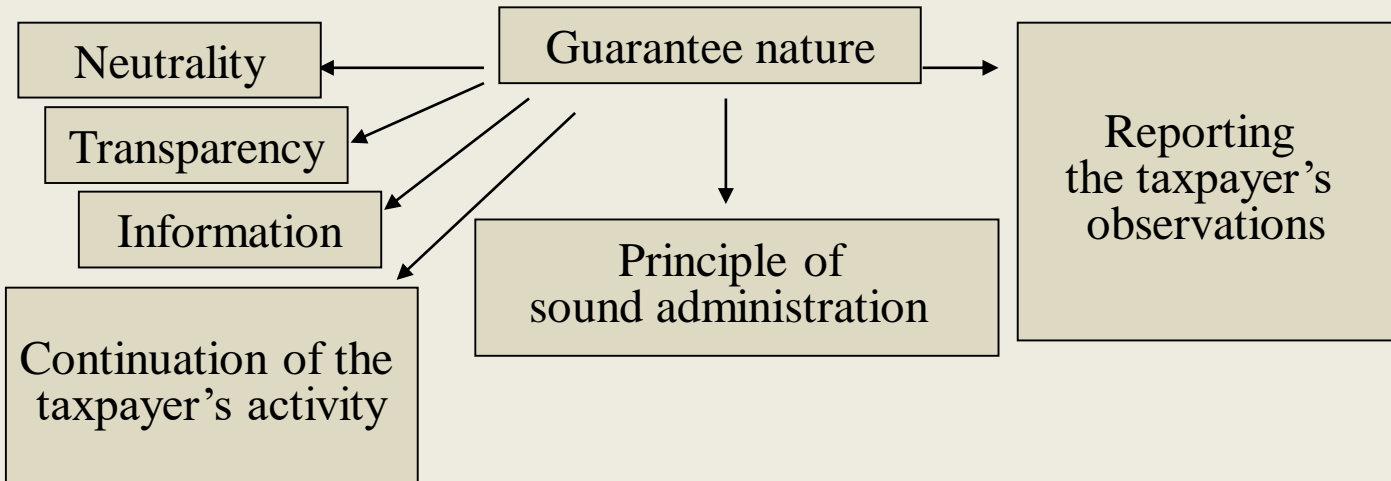 Guarantee nature
Neutrality
Transparency
Information
Continuation of the
taxpayer’s activity
Principle of
sound administration
Reporting
the taxpayer’s
observations